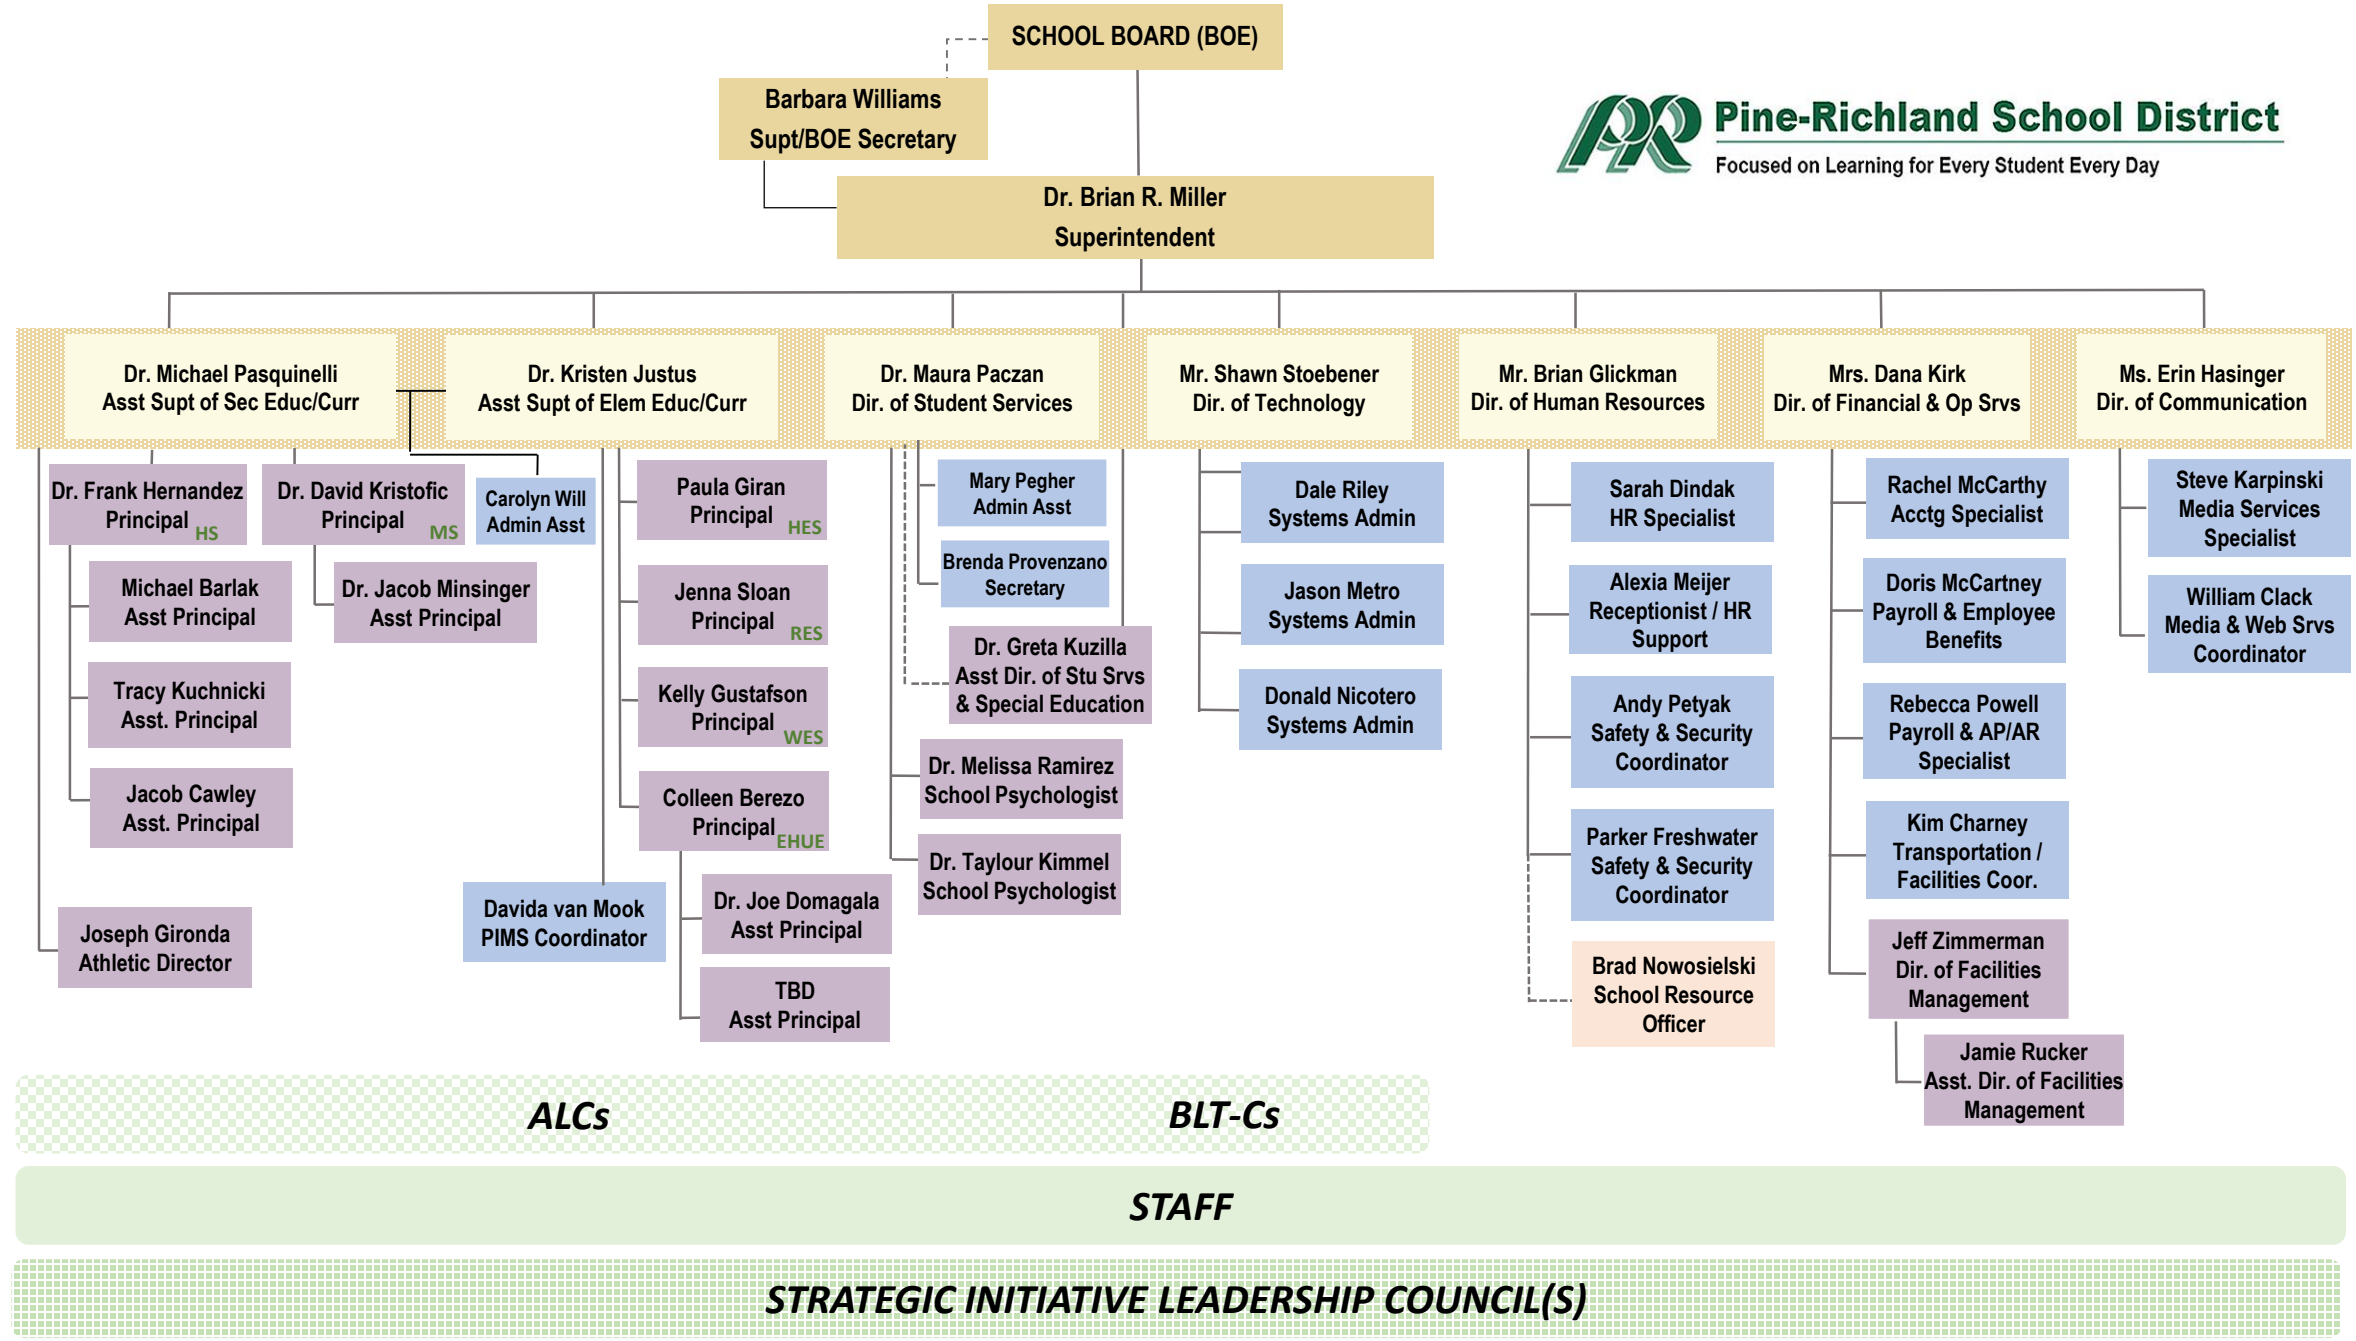 SCHOOL BOARD (BOE)
Barbara Williams
Supt/BOE Secretary
Pine-Richland School District
Focused on Learning for Every Student Every Day
Dr. Brian R. Miller
Superintendent
Dr. Michael Pasquinelli
Asst Supt of Sec Educ/Curr
Dr. Kristen Justus
Asst Supt of Elem Educ/Curr
Dr. Maura Paczan
Dir. of Student Services
Mr. Shawn Stoebener
Dir. of Technology
Mr. Brian Glickman
Dir. of Human Resources
Mrs. Dana Kirk
Dir. of Financial & Op Srvs
Ms. Erin Hasinger
Dir. of Communication
Dr. Frank Hernandez
Principal
HS
Michael Barlak
Asst Principal
Tracy Kuchnicki
Asst. Principal
Jacob Cawley
Asst. Principal
Joseph Gironda
Athletic Director
Dr. David Kristofic
Principal
MS
Dr. Jacob Minsinger
Asst Principal
Carolyn Will
Admin Asst
Paula Giran
Principal
HES
Jenna Sloan
Principal
RES
Kelly Gustafson
Principal
WES
Colleen Berezo
Principal
EHUE
Davida van Mook
PIMS Coordinator
Dr. Joe Domagala
Asst Principal
TBD
Asst Principal
Mary Pegher
Admin Asst
Brenda Provenzano
Secretary
Dr. Greta Kuzilla
Asst Dir. of Stu Srvs
& Special Education
Dr. Melissa Ramirez
School Psychologist
Dr. Taylour Kimmel
School Psychologist
Dale Riley
Systems Admin
Jason Metro
Systems Admin
Donald Nicotero
Systems Admin
Sarah Dindak
HR Specialist
Alexia Meijer
Receptionist / HR
Support
Andy Petyak
Safety & Security
Coordinator
Parker Freshwater
Safety & Security
Coordinator
Brad Nowosielski
School Resource
Officer
Rachel McCarthy
Acctg Specialist
Doris McCartney
Payroll & Employee
Benefits
Rebecca Powell
Payroll & AP/AR
Specialist
Kim Charney
Transportation /
Facilities Coor.
Jeff Zimmerman
Dir. of Facilities
Management
Jamie Rucker
Asst. Dir. of Facilities
Management
Steve Karpinski
Media Services
Specialist
William Clack
Media & Web Srvs
Coordinator
ALCs
BLT-Cs
STAFF
STRATEGIC INITIATIVE LEADERSHIP COUNCIL(S)